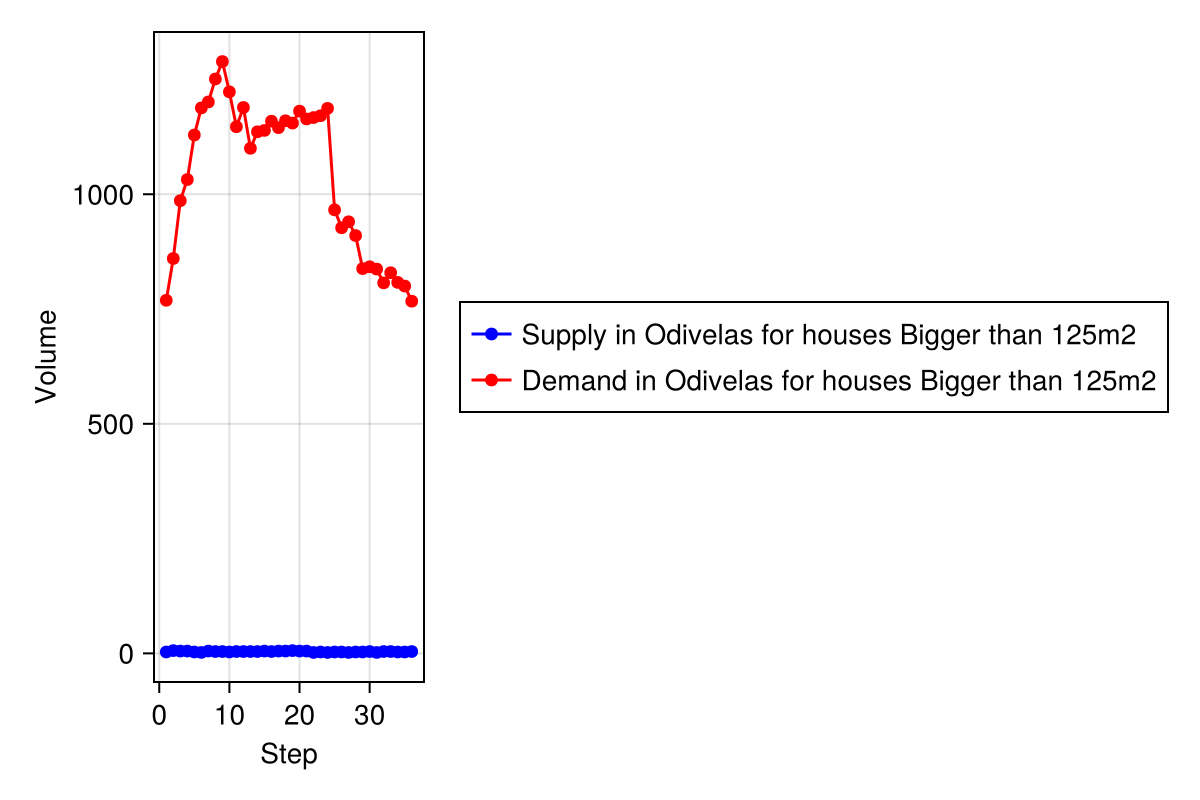 1000
500
0
Volume
0 10 20 30
Step
Supply in Odivelas for houses Bigger than 125m2
Demand in Odivelas for houses Bigger than 125m2